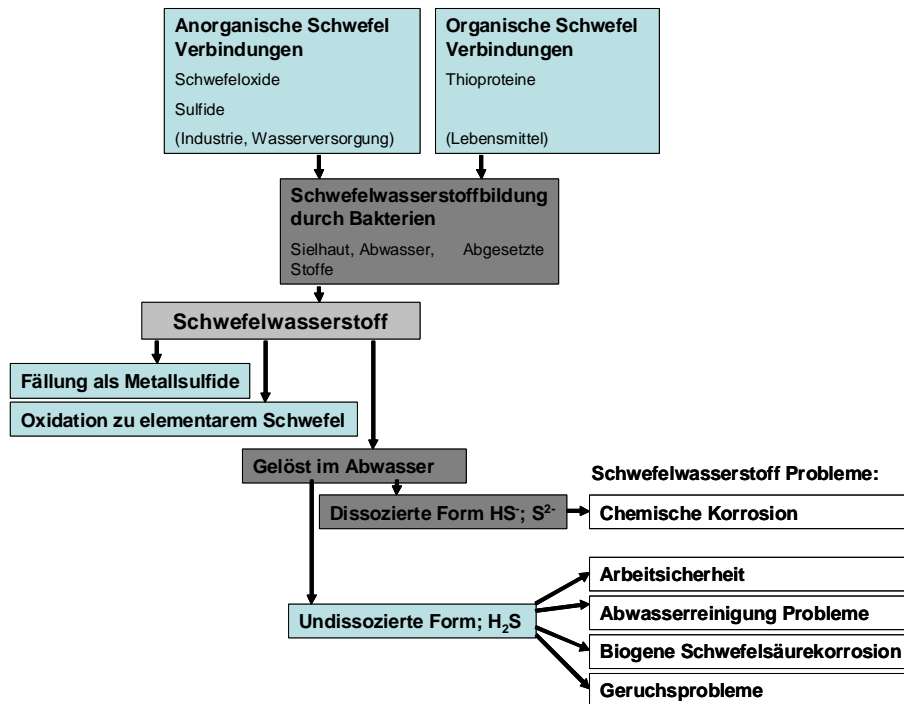 Anorganische Schwefel
Verbindungen
Schwefeloxide
Sulfide
(Industrie, Wasserversorgung)
Organische Schwefel
Verbindungen
Thioproteine
(Lebensmittel)
Schwefelwasserstoffbildung
durch Bakterien
Sielhaut, Abwasser, Abgesetzte
Stoffe
Schwefelwasserstoff
Fällung als Metallsulfide
Oxidation zu elementarem Schwefel
Gelöst im Abwasser
Schwefelwasserstoff Probleme:
Dissozierte Form HS⁻; S²⁻
Chemische Korrosion
Arbeitsicherheit
Undissozierte Form; H₂S
Abwasserreinigung Probleme
Biogene Schwefelsäurekorrosion
Geruchsprobleme